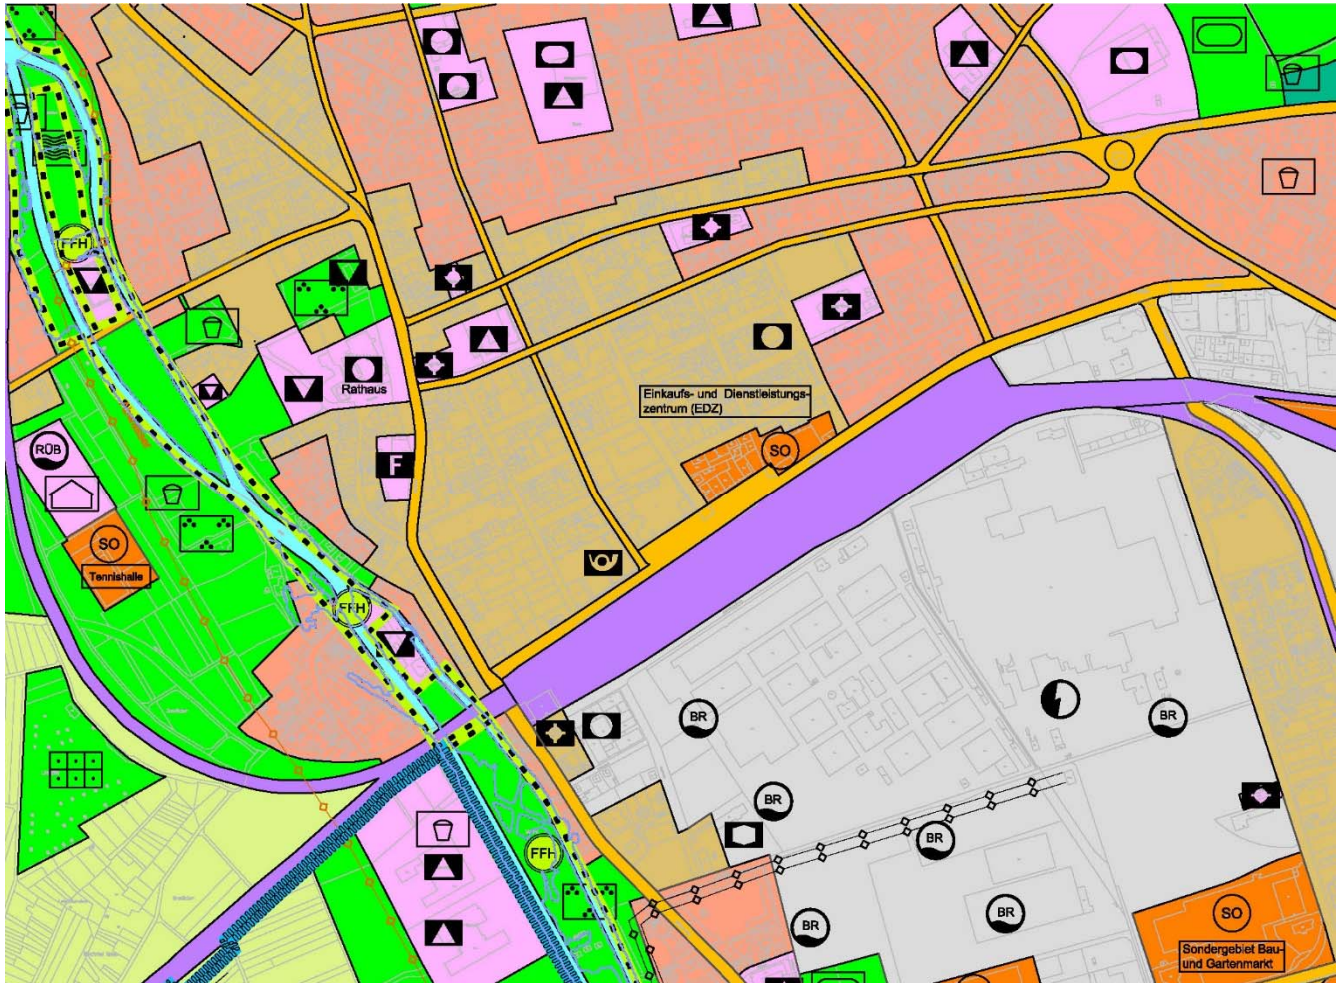 FFH
Rathaus
Einkaufs- und Dienstleistungs-
zentrum (EDZ)
SO
RÜB
F
SO
Tennishalle
FFH
BR
BR
BR
BR
FFH
BR
BR
SO
Sondergebiet Bau-
und Gartenmarkt